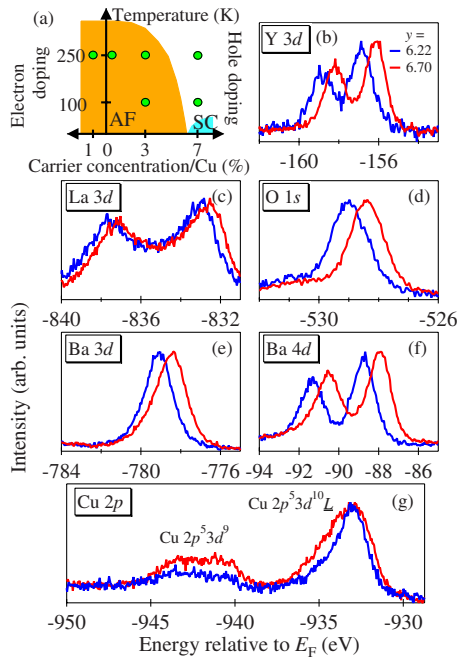 (a) Temperature (K)
Electron doping
Hole doping
250
100
AF
SC
1 0 3 7
Carrier concentration/Cu (%)
Y 3d (b)
y =
6.22
6.70
-160 -156
La 3d (c)
-840 -836 -832
O 1s (d)
-529 -526
Intensity (arb. units)
Ba 3d (e)
-784 -780 -776
Ba 4d (f)
-94 -92 -90 -88 -86
Cu 2p (g)
Cu 2p⁵3d⁹
Cu 2p⁵3d¹⁰L̲
-950 -945 -940 -935 -930
Energy relative to E_F (eV)